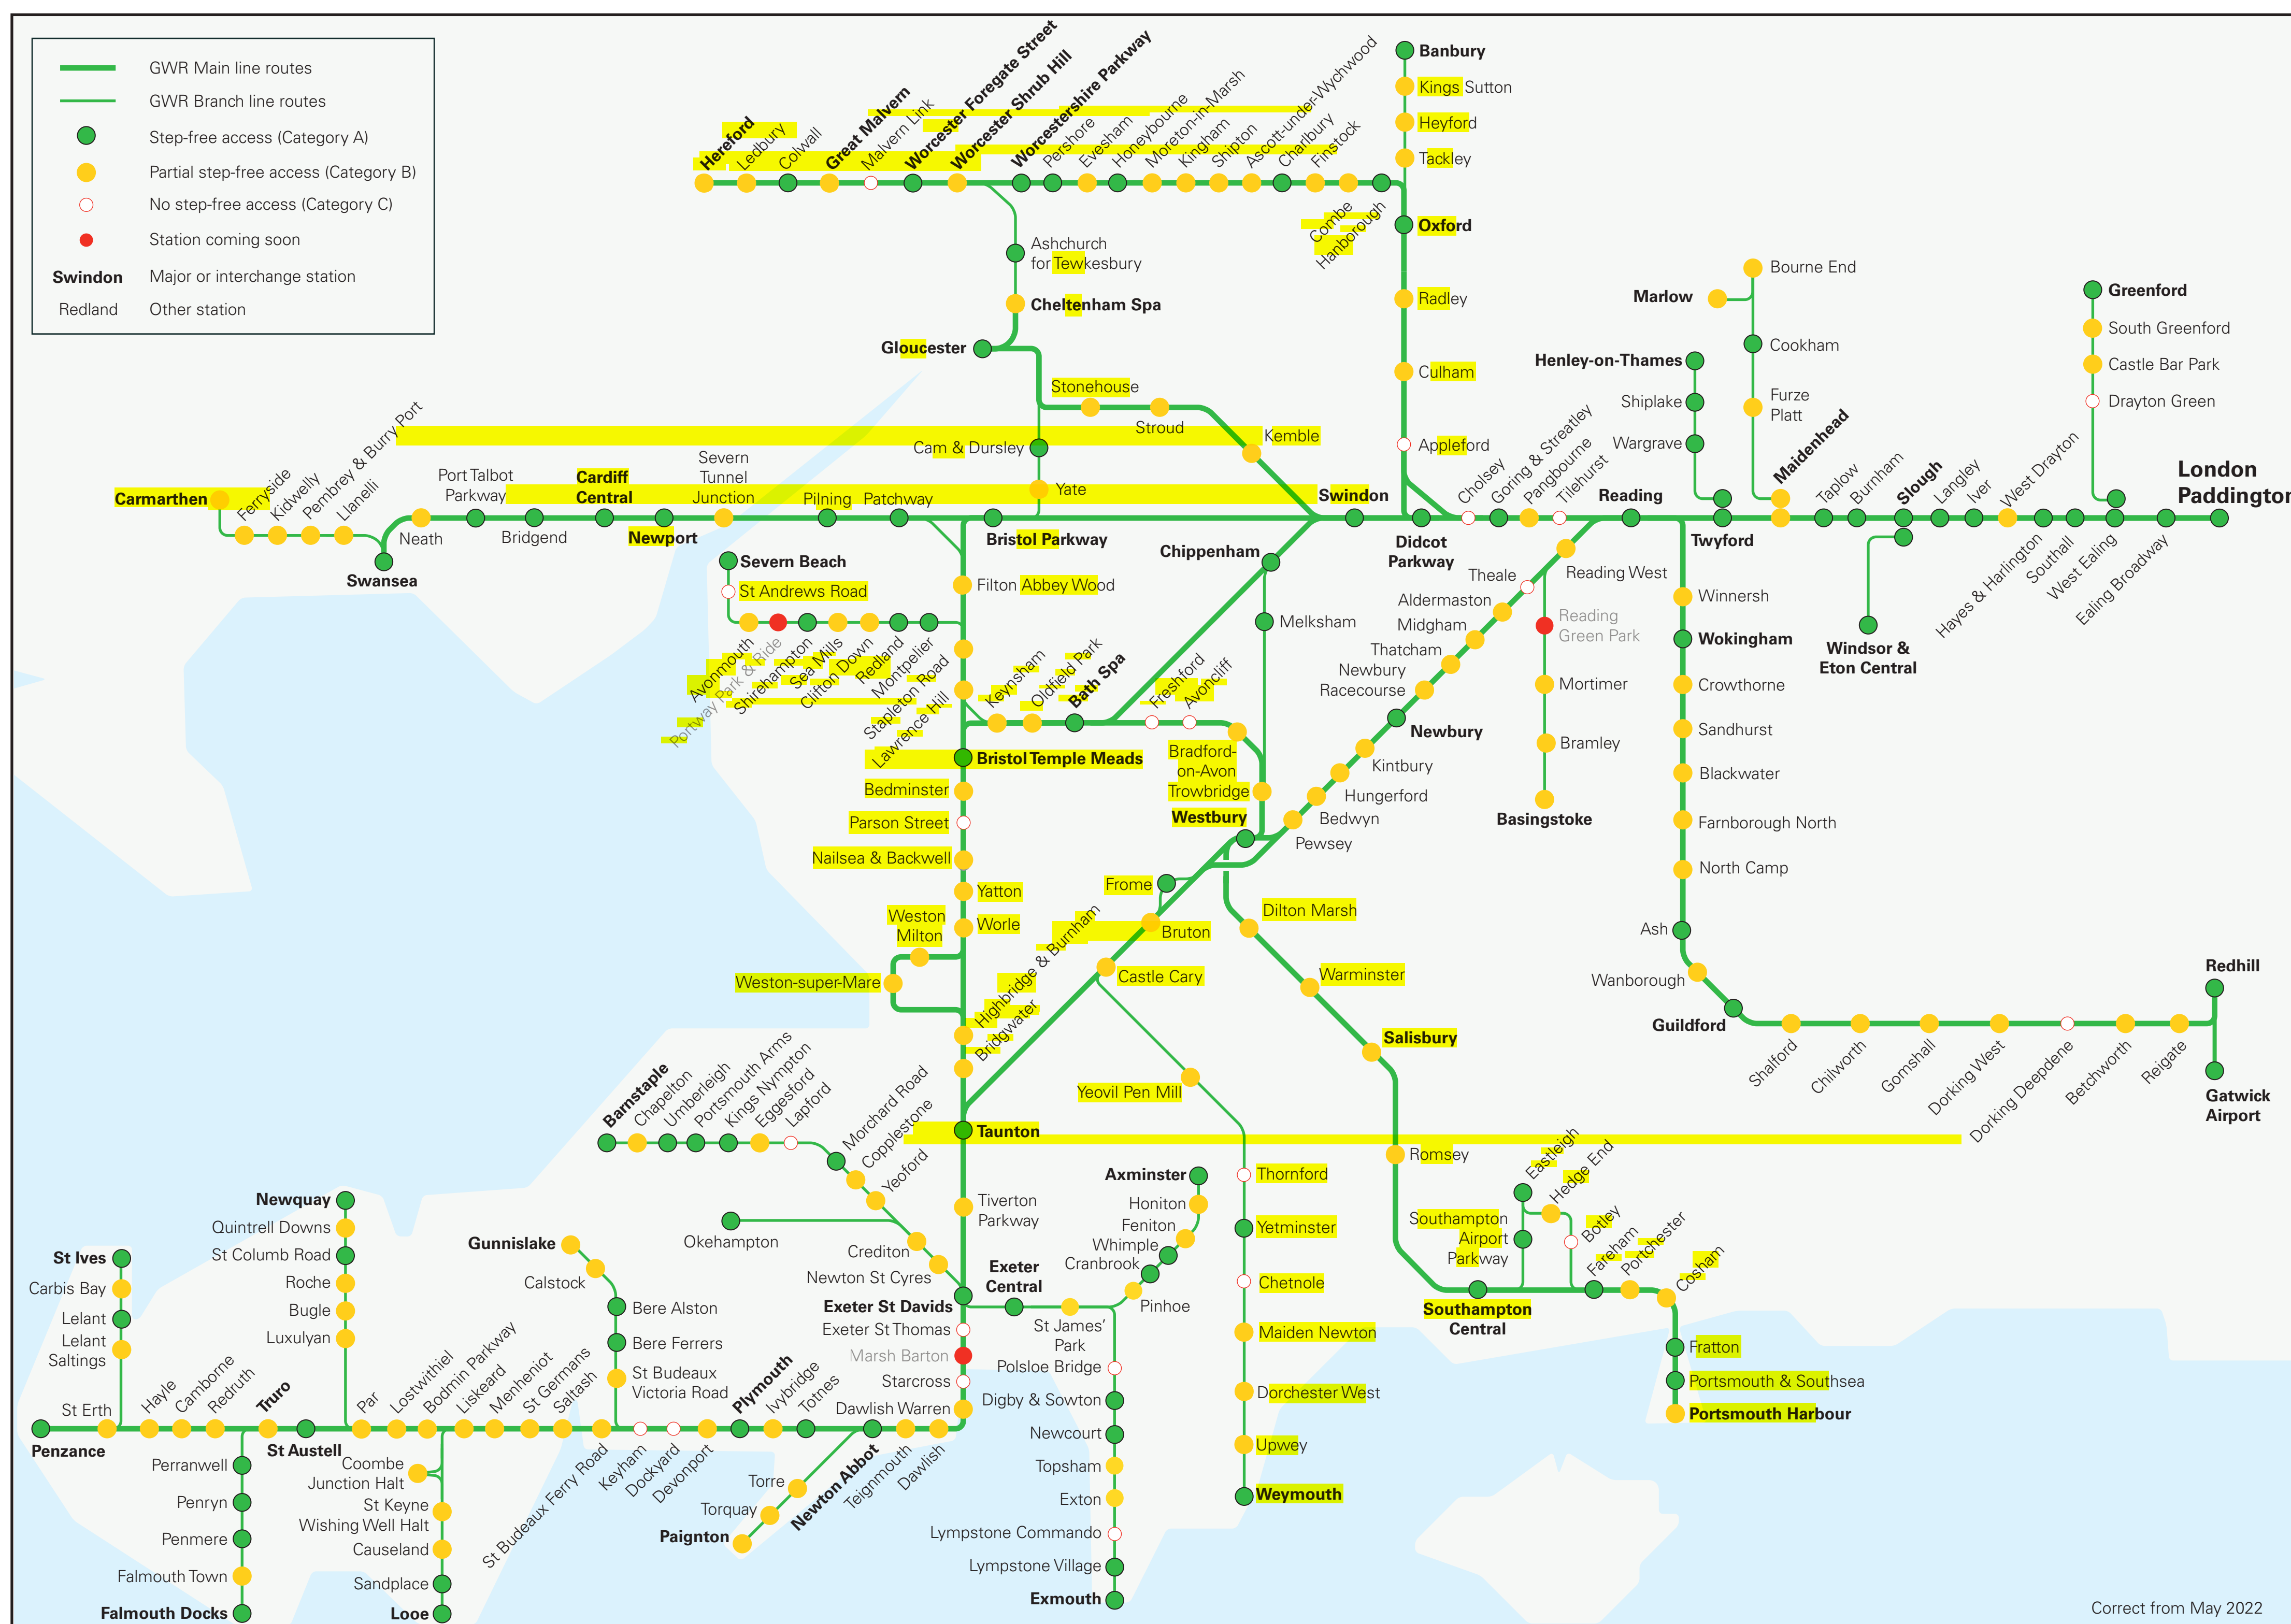 GWR Main line routes
GWR Branch line routes
Step-free access (Category A)
Partial step-free access (Category B)
No step-free access (Category C)
Station coming soon
Swindon Major or interchange station
Redland Other station
Hereford
Ledbury
Colwall
Great Malvern
Malvern Link
Worcester Foregate Street
Worcester Shrub Hill
Worcestershire Parkway
Pershore
Evesham
Honeybourne
Moreton-in-Marsh
Kingham
Shipton
Ascott-under-Wychwood
Charlbury
Finstock
Combe
Hanborough
Banbury
Kings Sutton
Heyford
Tackley
Oxford
Radley
Culham
Appleford
Ashchurch
for Tewkesbury
Cheltenham Spa
Gloucester
Stonehouse
Stroud
Kemble
Cam & Dursley
Yate
Marlow
Bourne End
Cookham
Furze
Platt
Maidenhead
Henley-on-Thames
Shiplake
Wargrave
Greenford
South Greenford
Castle Bar Park
Drayton Green
Carmarthen
Ferryside
Kidwelly
Pembrey & Burry Port
Llanelli
Swansea
Neath
Port Talbot
Parkway
Bridgend
Cardiff
Central
Newport
Severn
Tunnel
Junction
Pilning
Patchway
Bristol Parkway
Swindon
Didcot
Parkway
Cholsey
Goring & Streatley
Pangbourne
Tilehurst
Reading
Twyford
Taplow
Burnham
Slough
Langley
Iver
West Drayton
Hayes & Harlington
Southall
West Ealing
Ealing Broadway
London
Paddington
Windsor &
Eton Central
Severn Beach
St Andrews Road
Avonmouth
Portway Park & Ride
Shirehampton
Sea Mills
Clifton Down
Redland
Montpelier
Stapleton Road
Lawrence Hill
Filton Abbey Wood
Keynsham
Oldfield Park
Bath Spa
Freshford
Avoncliff
Bradford-
on-Avon
Trowbridge
Westbury
Chippenham
Melksham
Reading West
Theale
Aldermaston
Midgham
Thatcham
Newbury
Racecourse
Newbury
Kintbury
Hungerford
Bedwyn
Pewsey
Reading
Green Park
Mortimer
Bramley
Basingstoke
Winnersh
Wokingham
Crowthorne
Sandhurst
Blackwater
Farnborough North
North Camp
Ash
Wanborough
Guildford
Shalford
Chilworth
Gomshall
Dorking West
Dorking Deepdene
Betchworth
Reigate
Redhill
Gatwick
Airport
Bristol Temple Meads
Bedminster
Parson Street
Nailsea & Backwell
Yatton
Worle
Weston
Milton
Weston-super-Mare
Highbridge & Burnham
Bridgwater
Taunton
Frome
Bruton
Castle Cary
Dilton Marsh
Warminster
Salisbury
Romsey
Yeovil Pen Mill
Thornford
Yetminster
Chetnole
Maiden Newton
Dorchester West
Upwey
Weymouth
Eastleigh
Hedge End
Southampton
Airport
Parkway
Botley
Fareham
Portchester
Cosham
Southampton
Central
Fratton
Portsmouth & Southsea
Portsmouth Harbour
Barnstaple
Chapelton
Umberleigh
Portsmouth Arms
Kings Nympton
Eggesford
Lapford
Morchard Road
Copplestone
Yeoford
Okehampton
Crediton
Newton St Cyres
Tiverton
Parkway
Exeter
Central
Exeter St Davids
Exeter St Thomas
Marsh Barton
Starcross
Dawlish Warren
Axminster
Honiton
Feniton
Whimple
Cranbrook
Pinhoe
St James'
Park
Polsloe Bridge
Digby & Sowton
Newcourt
Topsham
Exton
Lympstone Commando
Lympstone Village
Exmouth
Newquay
Quintrell Downs
St Columb Road
Roche
Bugle
Luxulyan
Gunnislake
Calstock
Bere Alston
Bere Ferrers
St Budeaux
Victoria Road
St Ives
Carbis Bay
Lelant
Lelant
Saltings
St Erth
Penzance
Hayle
Camborne
Redruth
Truro
St Austell
Par
Lostwithiel
Bodmin Parkway
Liskeard
Menheniot
St Germans
Saltash
St Budeaux Ferry Road
Keyham
Dockyard
Devonport
Plymouth
Ivybridge
Totnes
Newton Abbot
Teignmouth
Dawlish
Torre
Torquay
Paignton
Perranwell
Penryn
Penmere
Falmouth Town
Falmouth Docks
Coombe
Junction Halt
St Keyne
Wishing Well Halt
Causeland
Sandplace
Looe
Correct from May 2022